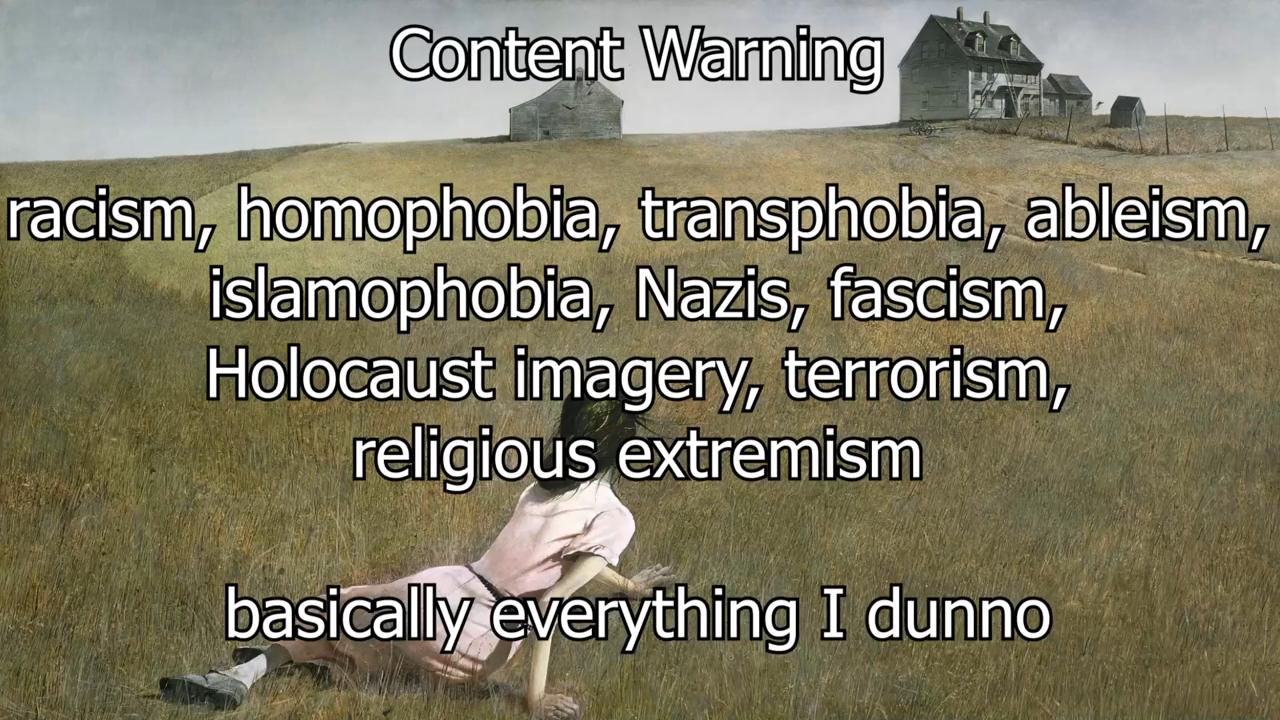 Content Warning
racism, homophobia, transphobia, ableism,
islamophobia, Nazis, fascism,
Holocaust imagery, terrorism,
religious extremism
basically everything I dunno